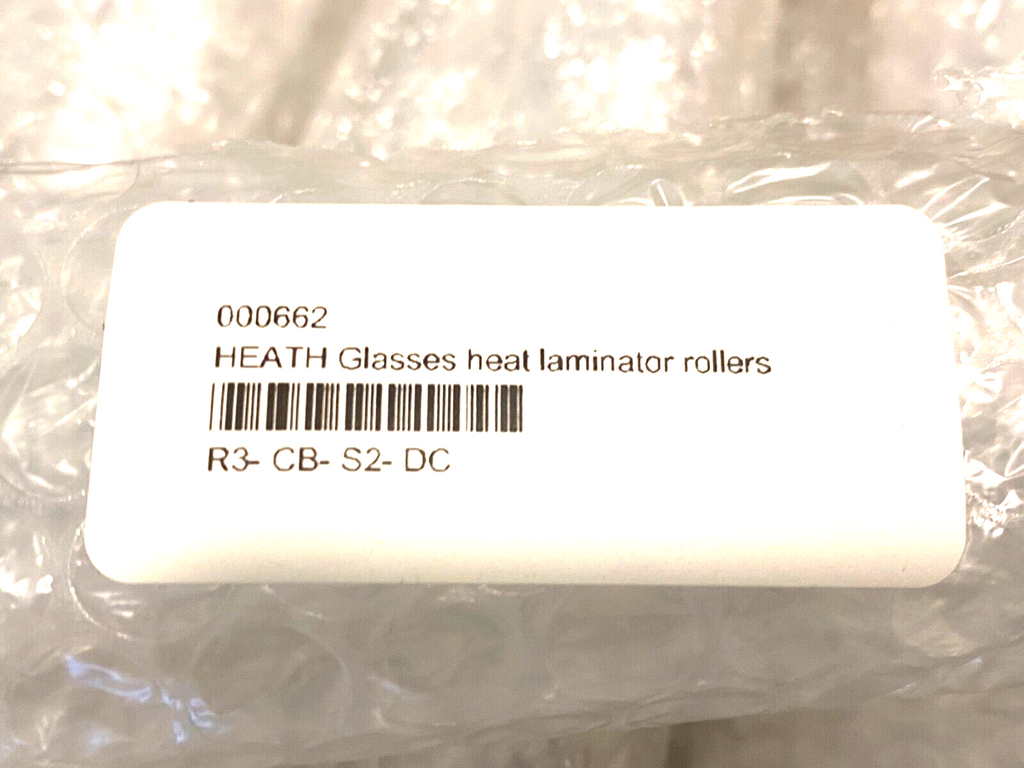 000662
HEATH Glasses heat laminator rollers
R3- CB- S2- DC